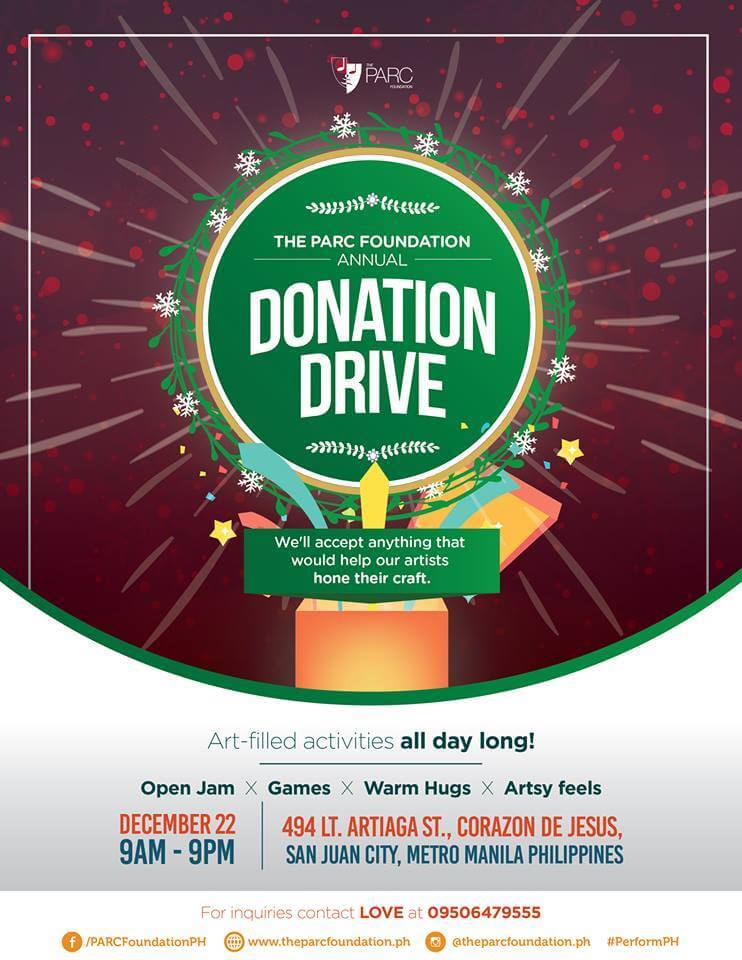 THE
PARC
FOUNDATION
THE PARC FOUNDATION
ANNUAL
DONATION
DRIVE
We'll accept anything that
would help our artists
hone their craft.
Art-filled activities all day long!
Open Jam X Games X Warm Hugs X Artsy feels
DECEMBER 22
9AM - 9PM
494 LT. ARTIAGA ST., CORAZON DE JESUS,
SAN JUAN CITY, METRO MANILA PHILIPPINES
For inquiries contact LOVE at 09506479555
/PARCFoundationPH www.theparcfoundation.ph @theparcfoundation.ph #PerformPH